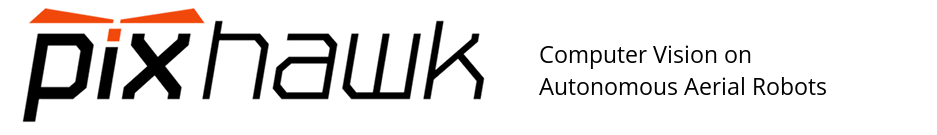 pixhawk
Computer Vision on
Autonomous Aerial Robots